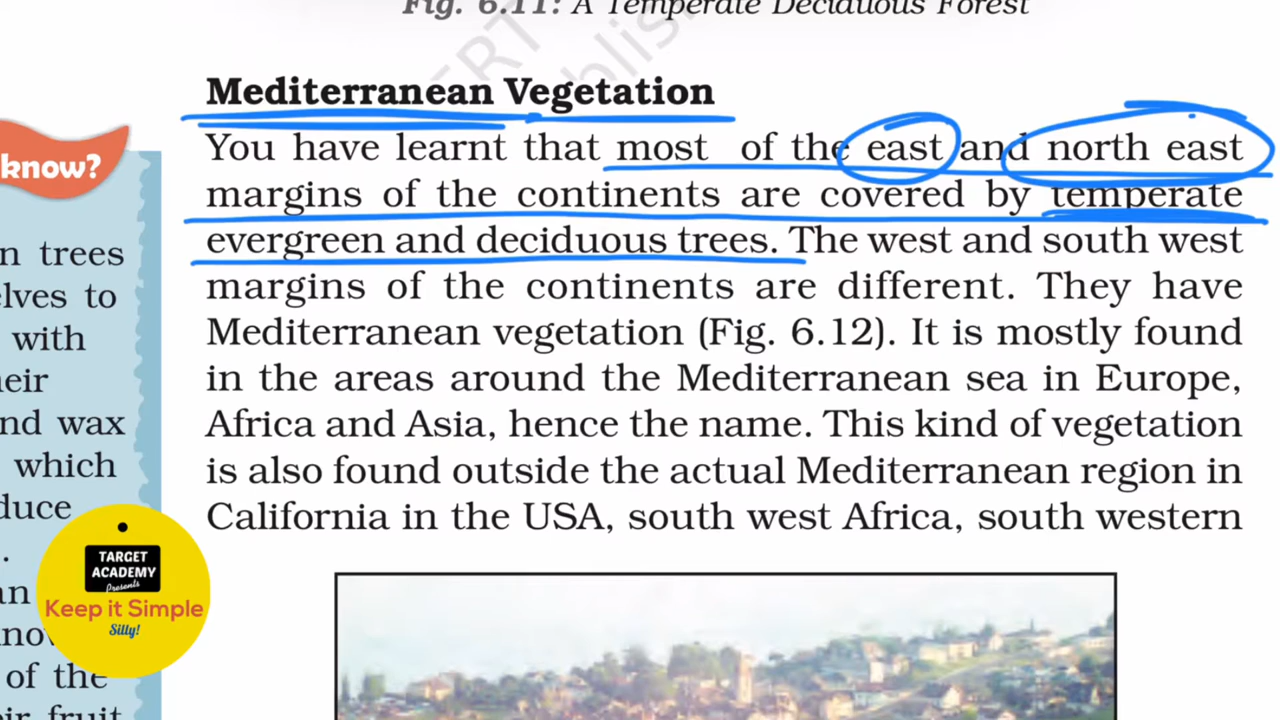 Fig. 6.11: A Temperate Deciduous Forest
Mediterranean Vegetation
You have learnt that most of the east and north east
margins of the continents are covered by temperate
evergreen and deciduous trees. The west and south west
margins of the continents are different. They have
Mediterranean vegetation (Fig. 6.12). It is mostly found
in the areas around the Mediterranean sea in Europe,
Africa and Asia, hence the name. This kind of vegetation
is also found outside the actual Mediterranean region in
California in the USA, south west Africa, south western
know?
trees
to
with
and wax
which
.
of the
fruit
TARGET
ACADEMY
Presents
Keep it Simple
Silly!